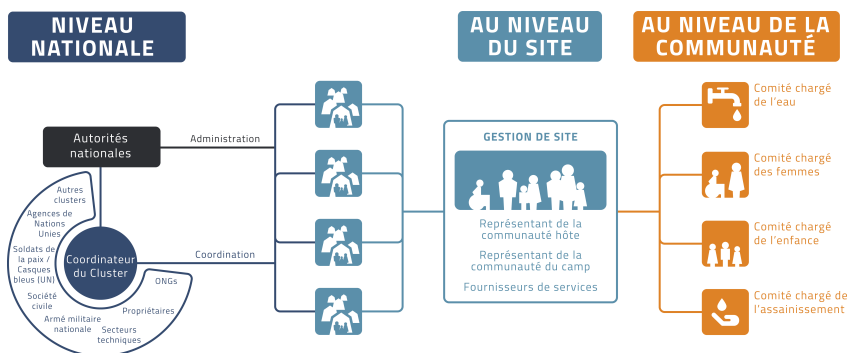 NIVEAU
NATIONALE
AU NIVEAU
DU SITE
AU NIVEAU DE LA
COMMUNAUTÉ
Autorités
nationales
Administration
Autres
clusters
Agences de
Nations
Unies
Soldats de
la paix /
Casques
bleus (UN)
Société
civile
Armé militaire
nationale
Secteurs
techniques
Propriétaires
ONGs
Coordinateur
du Cluster
Coordination
GESTION DE SITE
Représentant de la
communauté hôte
Représentant de la
communauté du camp
Fournisseurs de services
Comité chargé
de l'eau
Comité chargé
des femmes
Comité chargé
de l'enfance
Comité chargé de
l'assainissement